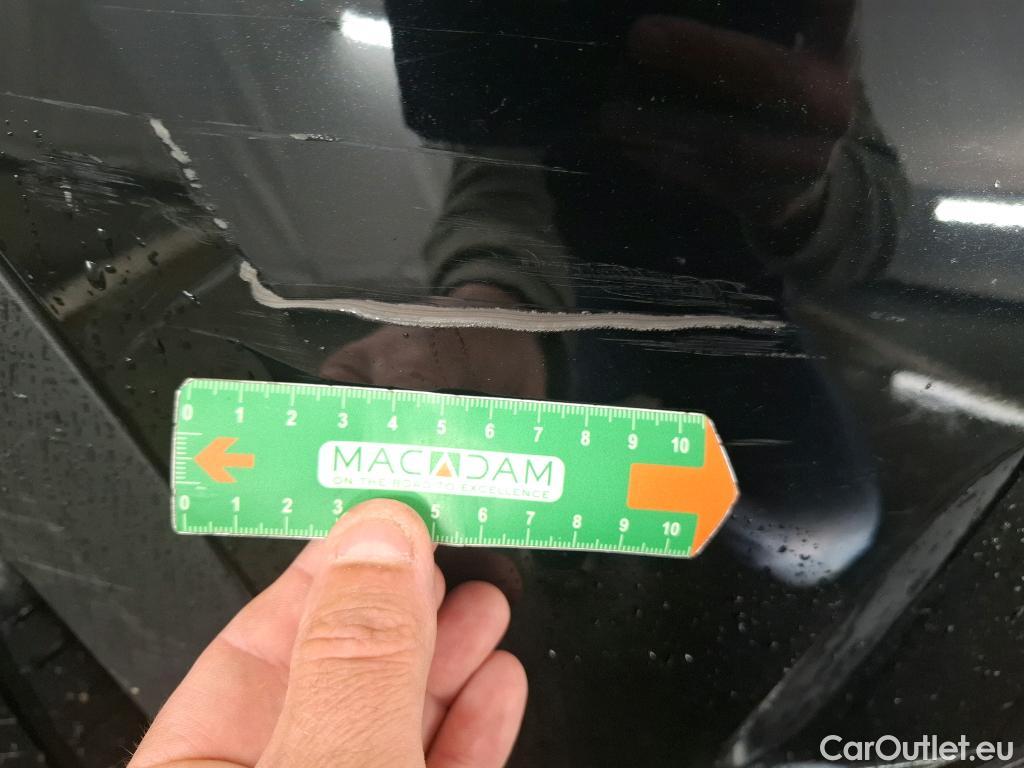 0 1 2 3 4 5 6 7 8 9 10
MACADAM
ON THE ROAD TO EXCELLENCE
0 1 2 3 5 6 7 8 9 10
CarOutlet.eu